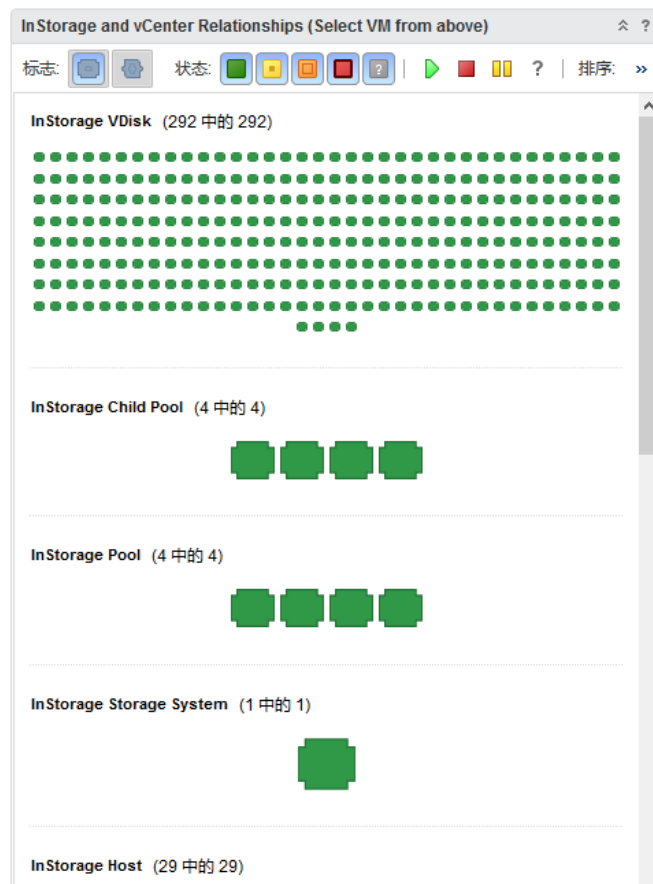 InStorage and vCenter Relationships (Select VM from above) ?
标志: 状态: ? ? 排序: »
InStorage VDisk (292 中的 292)
InStorage Child Pool (4 中的 4)
InStorage Pool (4 中的 4)
InStorage Storage System (1 中的 1)
InStorage Host (29 中的 29)